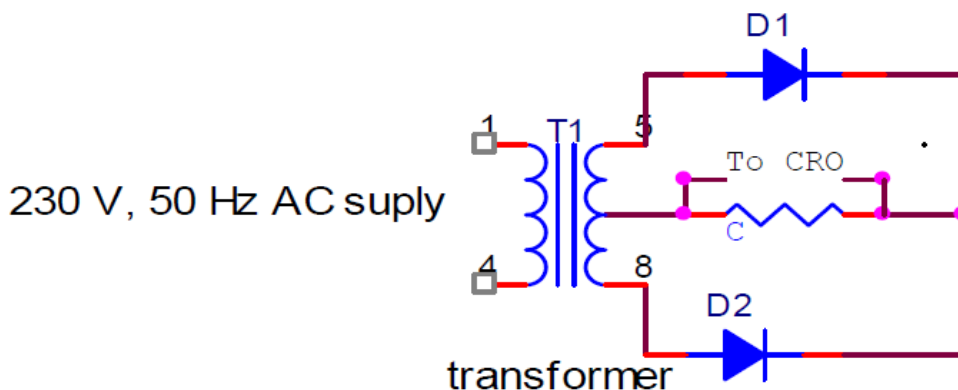 D1
1 T1 5
To CRO
230 V, 50 Hz AC suply
C
4 8
D2
transformer